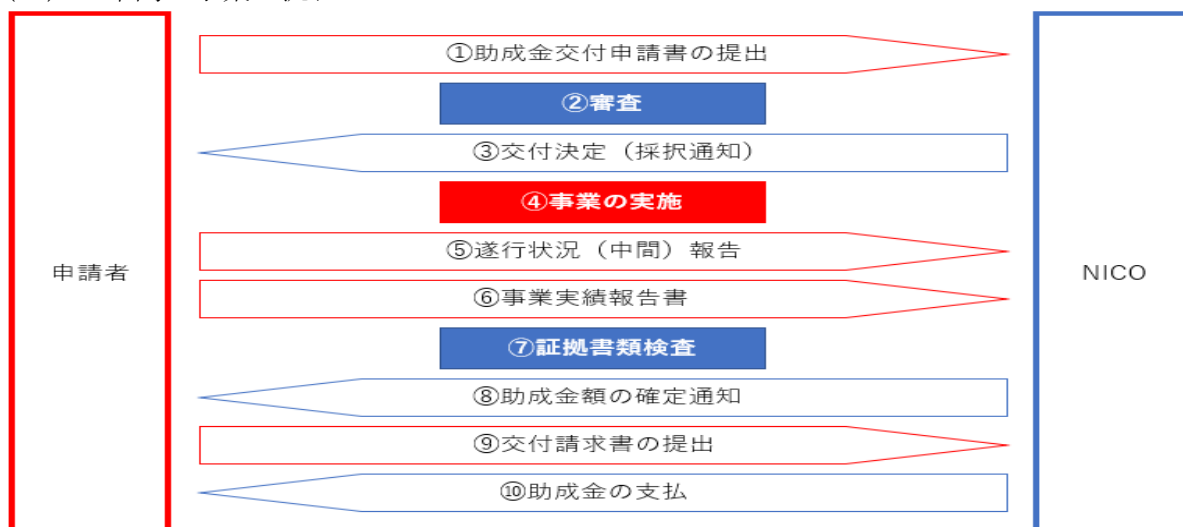 ①助成金交付申請書の提出
②審査
③交付決定（採択通知）
④事業の実施
⑤遂行状況（中間）報告
申請者
NICO
⑥事業実績報告書
⑦証拠書類検査
⑧助成金額の確定通知
⑨交付請求書の提出
⑩助成金の支払